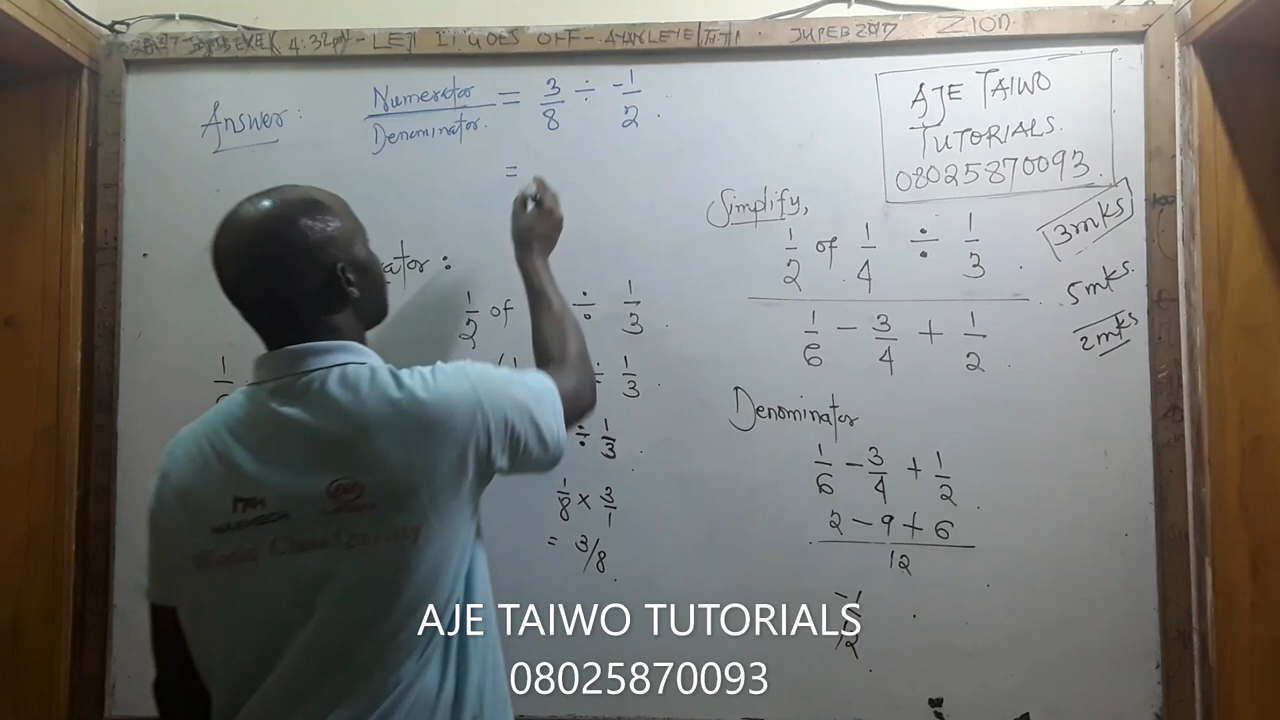 JUPEB 2017 ZION
Answer: Numerator/Denominator. = 3/8 ÷ -1/2
=
AJE TAIWO
TUTORIALS.
08025870093.
Simplify,
1/2 of 1/4 ÷ 1/3
1/6 - 3/4 + 1/2
3mks
5mks.
2mks
1/2 of ÷ 1/3
÷ 1/3
÷ 1/3
1/8 × 3/1
= 3/8
Denominator
1/6 - 3/4 + 1/2
2 - 9 + 6
12
World Class Quality
AJE TAIWO TUTORIALS
08025870093